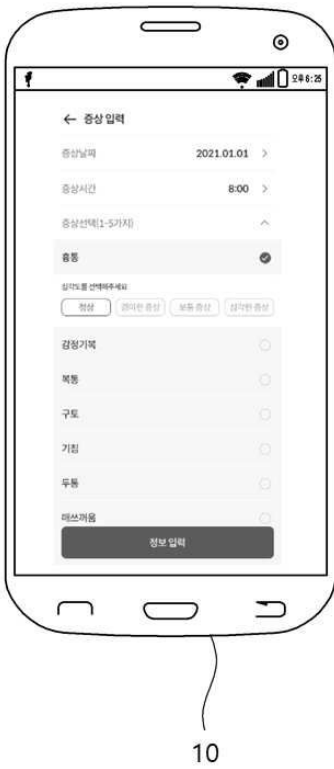 오후 6:25
← 증상 입력
증상날짜 2021.01.01 >
증상시간 8:00 >
증상선택(1-5가지)
흉통
심각도를 선택해주세요
정상 경미한 증상 보통 증상 심각한 증상
감정기복
복통
구토
기침
두통
매쓰꺼움
정보 입력
10